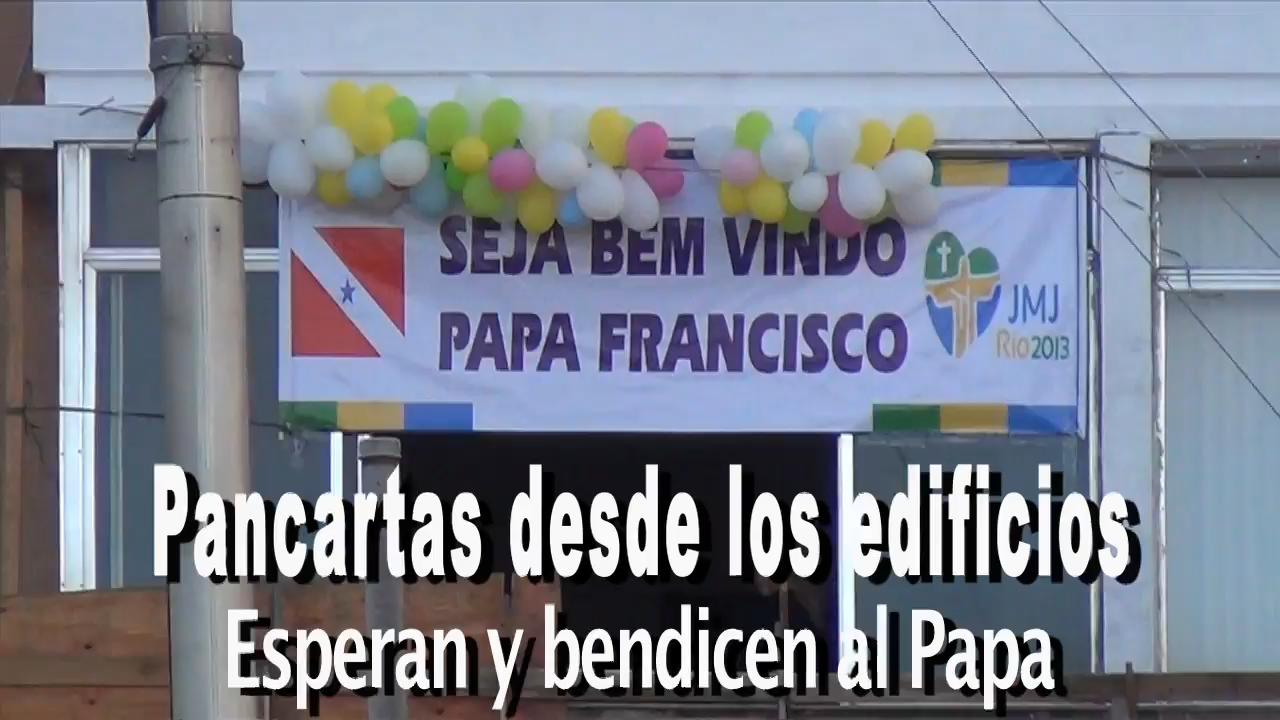 SEJA BEM VINDO
PAPA FRANCISCO
JMJ
Rio2013
Pancartas desde los edificios
Esperan y bendicen al Papa